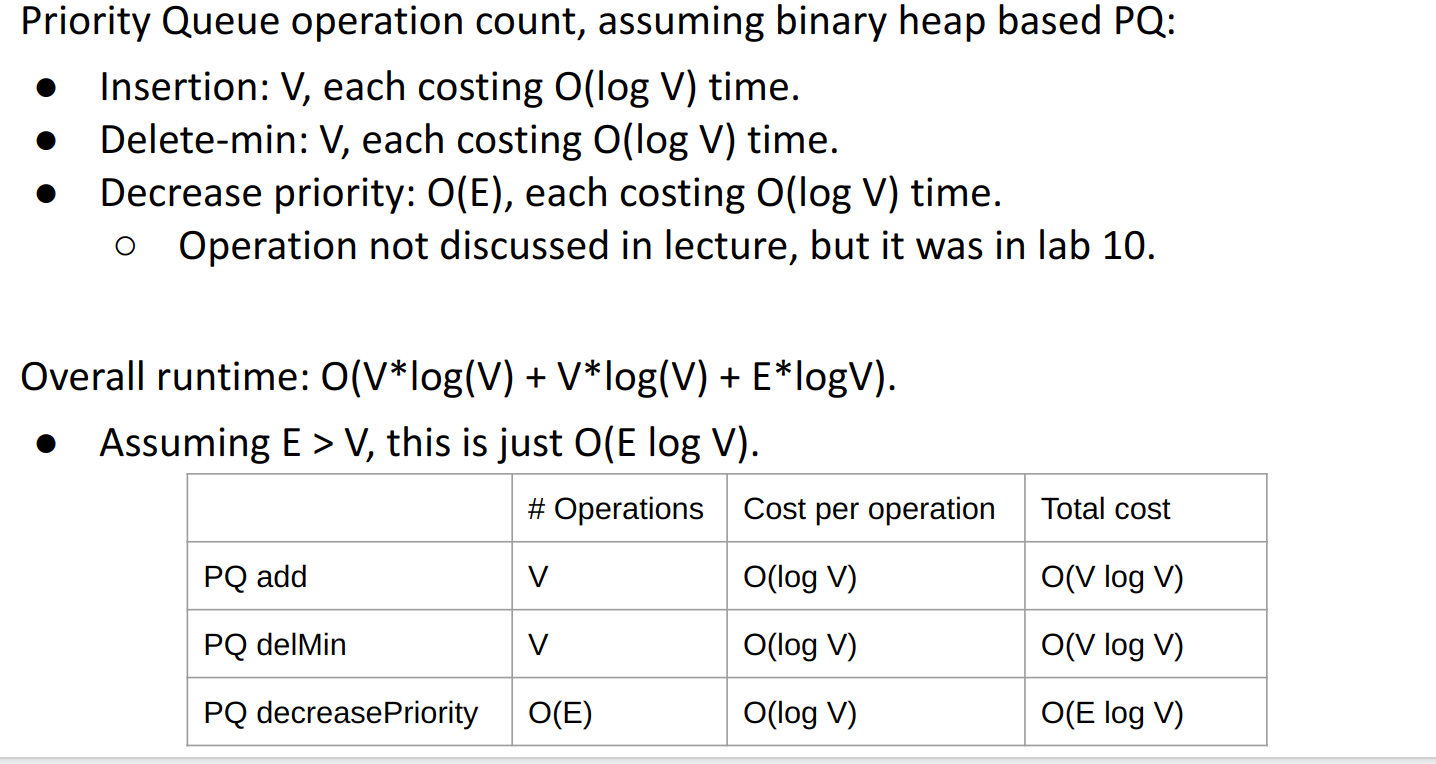 Priority Queue operation count, assuming binary heap based PQ:
● Insertion: V, each costing O(log V) time.
● Delete-min: V, each costing O(log V) time.
● Decrease priority: O(E), each costing O(log V) time.
○ Operation not discussed in lecture, but it was in lab 10.
Overall runtime: O(V*log(V) + V*log(V) + E*logV).
● Assuming E > V, this is just O(E log V).
# Operations Cost per operation Total cost
PQ add V O(log V) O(V log V)
PQ delMin V O(log V) O(V log V)
PQ decreasePriority O(E) O(log V) O(E log V)